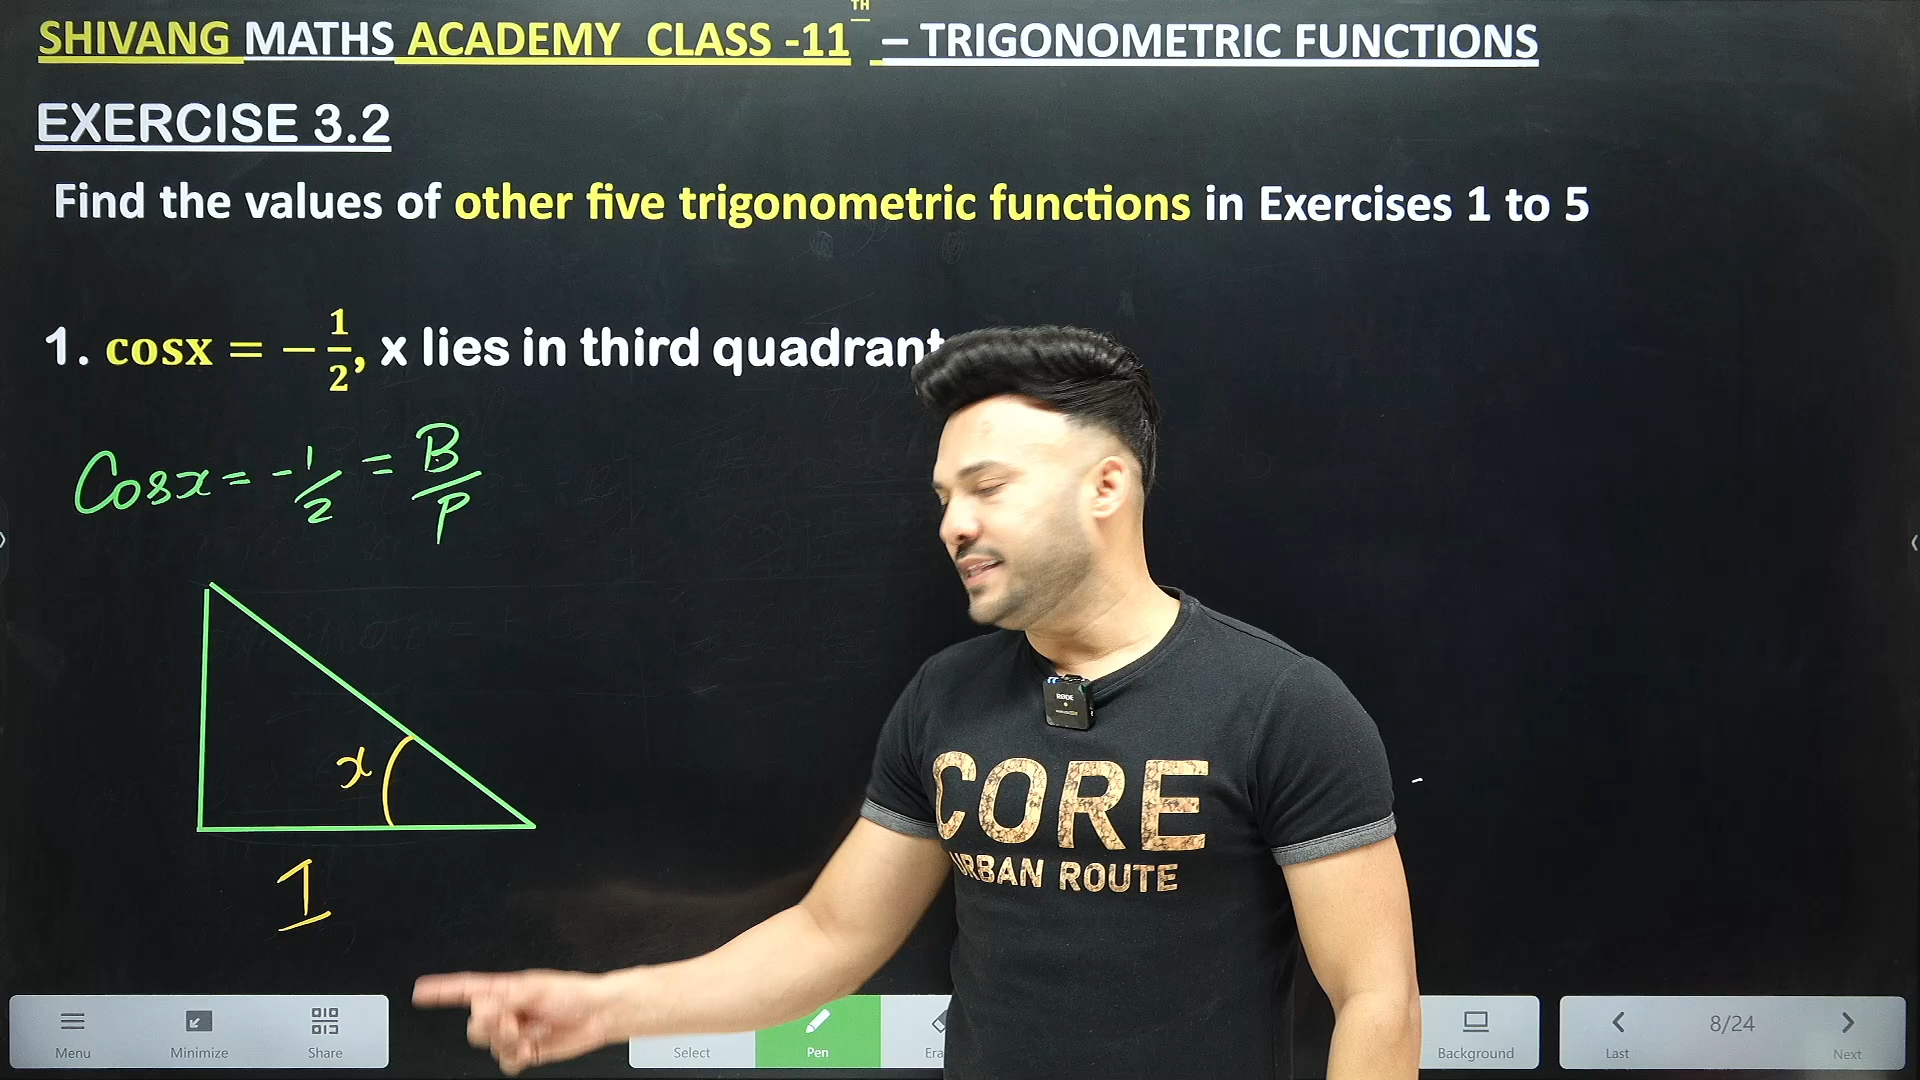 SHIVANG MATHS ACADEMY CLASS -11TH – TRIGONOMETRIC FUNCTIONS
EXERCISE 3.2
Find the values of other five trigonometric functions in Exercises 1 to 5
1. cosx = −1/2, x lies in third quadrant
Cosx = -1/2 = B/P
x
1
RØDE
CORE
URBAN ROUTE
Menu
Minimize
Share
Select
Pen
Era
Background
Last
8/24
Next